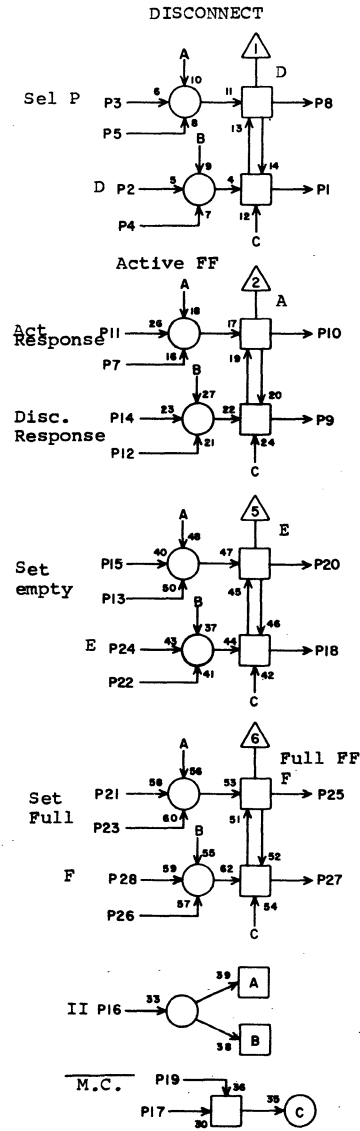 DISCONNECT
1
A
D
Sel P P3 6 10 11 P8
P5 8 13
B
9 14
D P2 5 4 P1
7 12
P4
C
Active FF
2
A
A
Act Response P11 26 18 17 P10
P7 16 19
B
27 20
Disc. Response P14 23 22 P9
P12 21 24
C
5
A
E
48
Set empty P15 40 47 P20
P13 50 45
B
37 46
E P24 43 44 P18
P22 41 42
C
6
A
Full FF
F
56
Set Full P21 58 53 P25
P23 60 51
B
55 52
F P28 59 62 P27
P26 57 54
C
39 A
II P16 33
38 B
M.C. P19 36
P17 30 35 C